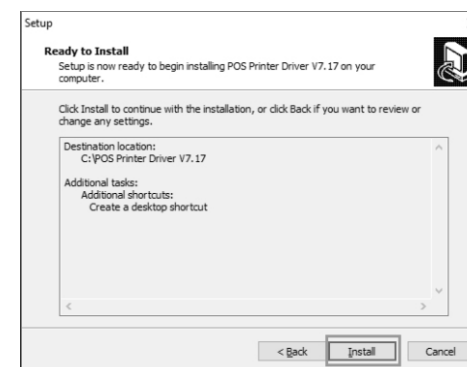 Setup
Ready to Install
Setup is now ready to begin installing POS Printer Driver V7.17 on your
computer.
Click Install to continue with the installation, or click Back if you want to review or
change any settings.
Destination location:
C:\POS Printer Driver V7.17
Additional tasks:
Additional shortcuts:
Create a desktop shortcut
< Back
Install
Cancel